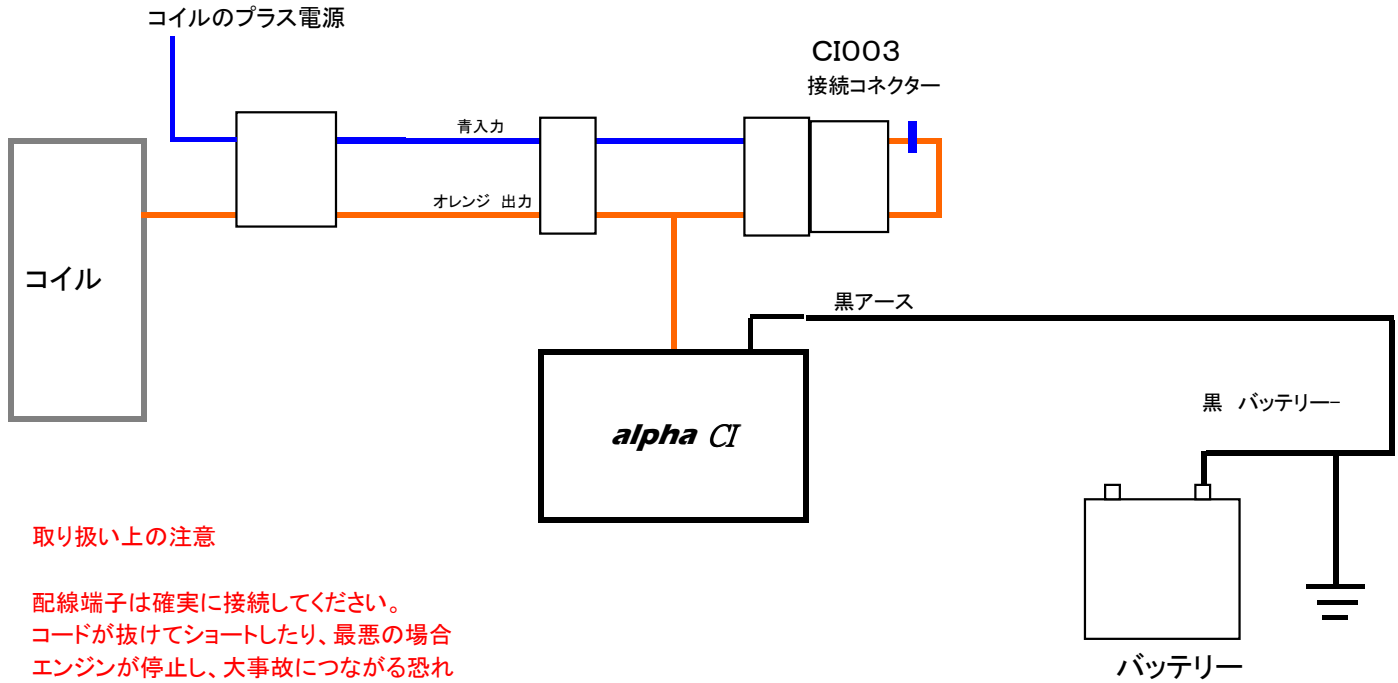 コイルのプラス電源
CI003
接続コネクター
青入力
オレンジ 出力
コイル
黒アース
黒 バッテリー−
alpha CI
取り扱い上の注意
配線端子は確実に接続してください。
コードが抜けてショートしたり、最悪の場合
エンジンが停止し、大事故につながる恐れ
バッテリー